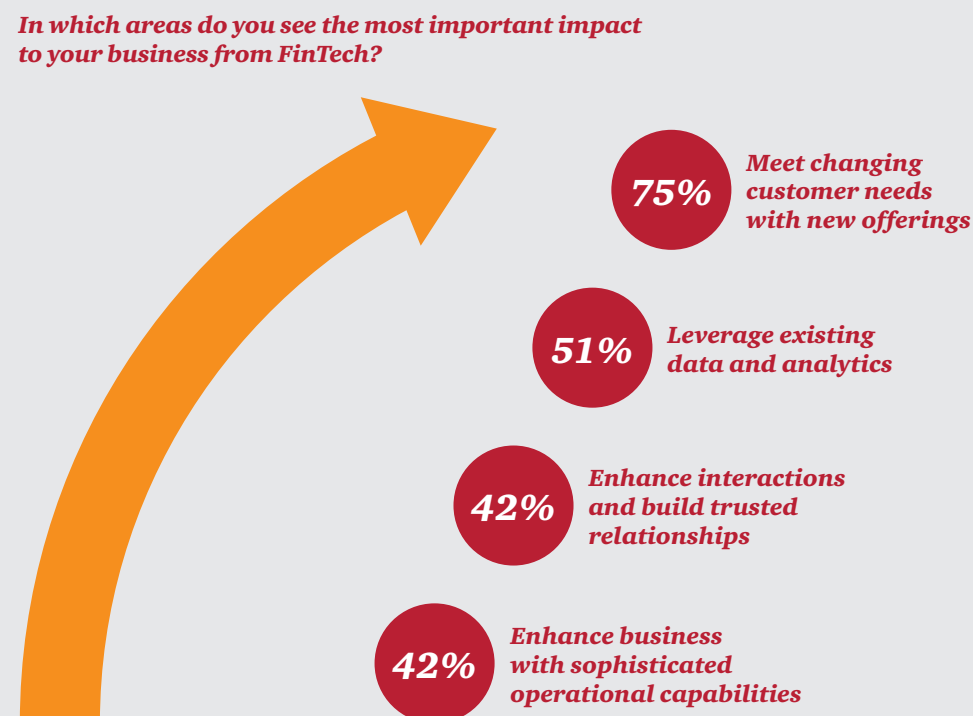 In which areas do you see the most important impact
to your business from FinTech?
75%
Meet changing
customer needs
with new offerings
51%
Leverage existing
data and analytics
42%
Enhance interactions
and build trusted
relationships
42%
Enhance business
with sophisticated
operational capabilities